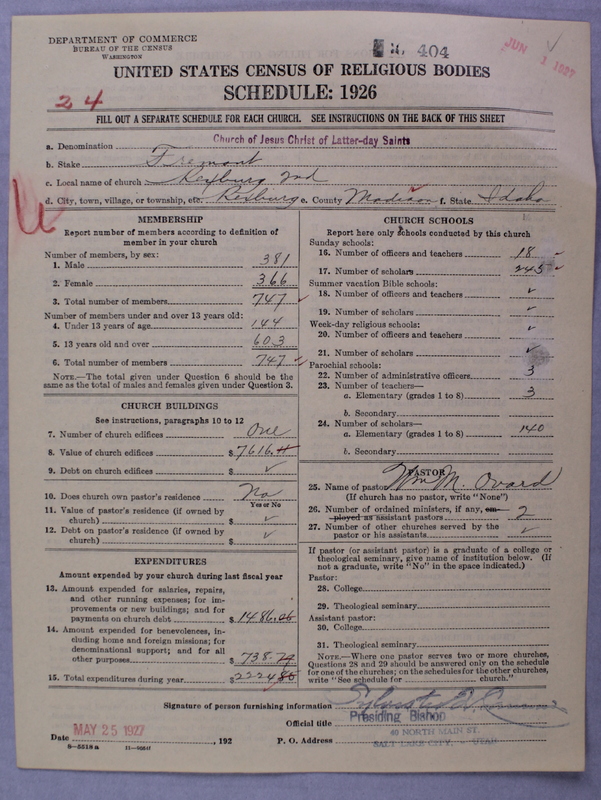 DEPARTMENT OF COMMERCE
BUREAU OF THE CENSUS
WASHINGTON
404
JUN 1 1927
UNITED STATES CENSUS OF RELIGIOUS BODIES
SCHEDULE: 1926
24
FILL OUT A SEPARATE SCHEDULE FOR EACH CHURCH. SEE INSTRUCTIONS ON THE BACK OF THIS SHEET
a. Denomination Church of Jesus Christ of Latter-day Saints
b. Stake Fremont
c. Local name of church Rexburg 2nd
d. City, town, village, or township, etc. Rexburg e. County Madison f. State Idaho
MEMBERSHIP
Report number of members according to definition of
member in your church
Number of members, by sex:
1. Male 381
2. Female 366
3. Total number of members 747
Number of members under and over 13 years old:
4. Under 13 years of age 144
5. 13 years old and over 603
6. Total number of members 747
NOTE.—The total given under Question 6 should be the
same as the total of males and females given under Question 3.
CHURCH BUILDINGS
See instructions, paragraphs 10 to 12
7. Number of church edifices One
8. Value of church edifices $7616.
9. Debt on church edifices $ ✓
10. Does church own pastor's residence No
Yes or No
11. Value of pastor's residence (if owned by
church) $ ✓
12. Debt on pastor's residence (if owned by
church) $ ✓
EXPENDITURES
Amount expended by your church during last fiscal year
13. Amount expended for salaries, repairs,
and other running expenses; for im-
provements or new buildings; and for
payments on church debt $1486.06
14. Amount expended for benevolences, in-
cluding home and foreign missions; for
denominational support; and for all
other purposes $738.74
15. Total expenditures during year $2224.80
CHURCH SCHOOLS
Report here only schools conducted by this church
Sunday schools:
16. Number of officers and teachers 18 ✓
17. Number of scholars 245 ✓
Summer vacation Bible schools:
18. Number of officers and teachers ✓
19. Number of scholars ✓
Week-day religious schools:
20. Number of officers and teachers ✓
21. Number of scholars ✓
Parochial schools:
22. Number of administrative officers 3
23. Number of teachers—
a. Elementary (grades 1 to 8) 3
b. Secondary
24. Number of scholars—
a. Elementary (grades 1 to 8) 140
b. Secondary
PASTOR
25. Name of pastor Wm M. Ovard
(If church has no pastor, write "None")
26. Number of ordained ministers, if any, em-
ployed as assistant pastors 2
27. Number of other churches served by the
pastor or his assistants ✓
If pastor (or assistant pastor) is a graduate of a college or
theological seminary, give name of institution below. (If
not a graduate, write "No" in the space indicated.)
Pastor:
28. College
29. Theological seminary
Assistant pastor:
30. College
31. Theological seminary
NOTE.—Where one pastor serves two or more churches,
Questions 28 and 29 should be answered only on the schedule
for one of the churches; on the schedules for the other churches,
write "See schedule for church."
Signature of person furnishing information
Official title Presiding Bishop
Date MAY 25 1927, 192 P. O. Address 40 NORTH MAIN ST.
SALT LAKE CITY, UTAH
8-5518a